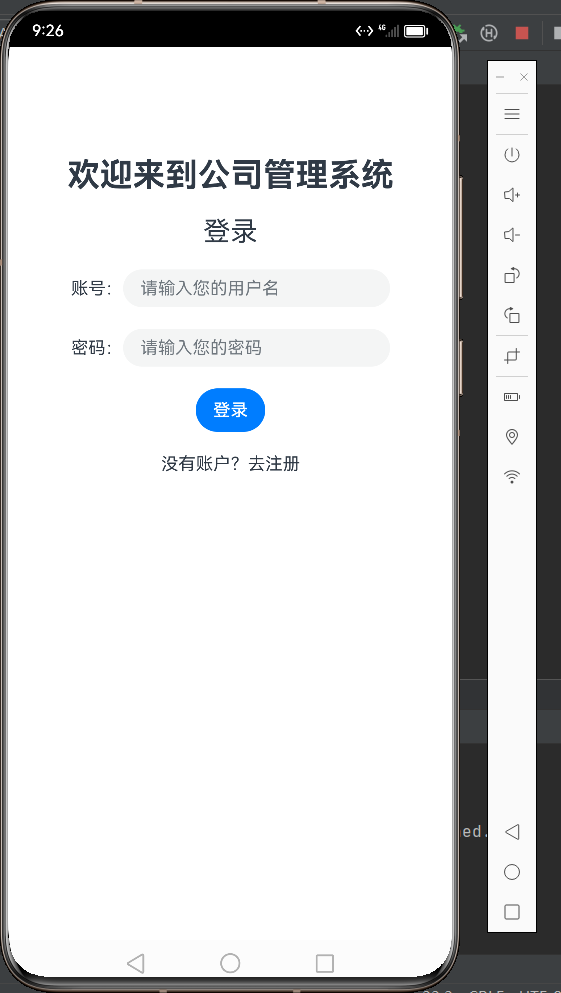 9:26
4G
欢迎来到公司管理系统
登录
账号： 请输入您的用户名
密码： 请输入您的密码
登录
没有账户？去注册